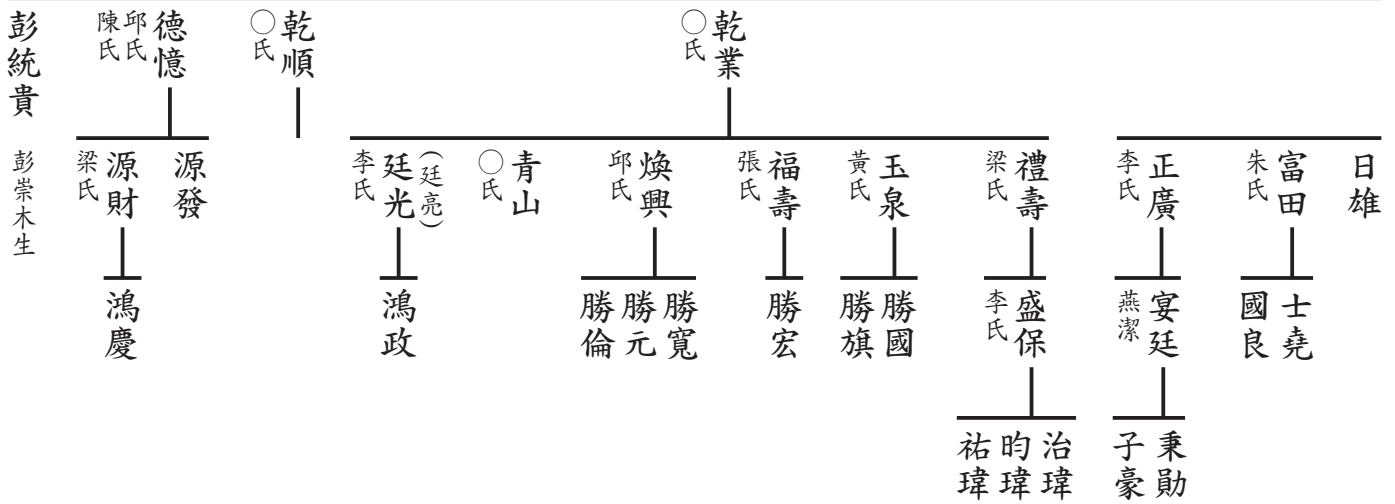 日雄
富田
朱氏
士堯
國良
正廣
李氏
宴廷
燕潔
秉勛
子豪
乾業
○氏
禮壽
梁氏
盛保
李氏
治瑋
昀瑋
祐瑋
玉泉
黃氏
勝國
勝旗
福壽
張氏
勝宏
煥興
邱氏
勝寬
勝元
勝倫
青山
○氏
(廷亮)
廷光
李氏
鴻政
乾順
○氏
德憶
邱氏
陳氏
源發
源財
梁氏
鴻慶
彭統貴
彭崇木生